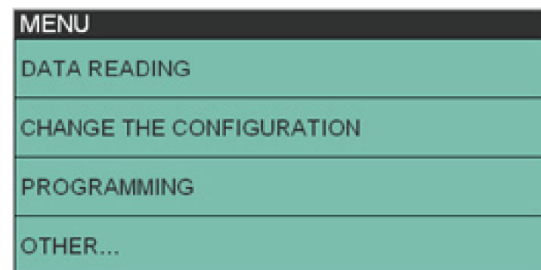 MENU
DATA READING
CHANGE THE CONFIGURATION
PROGRAMMING
OTHER...